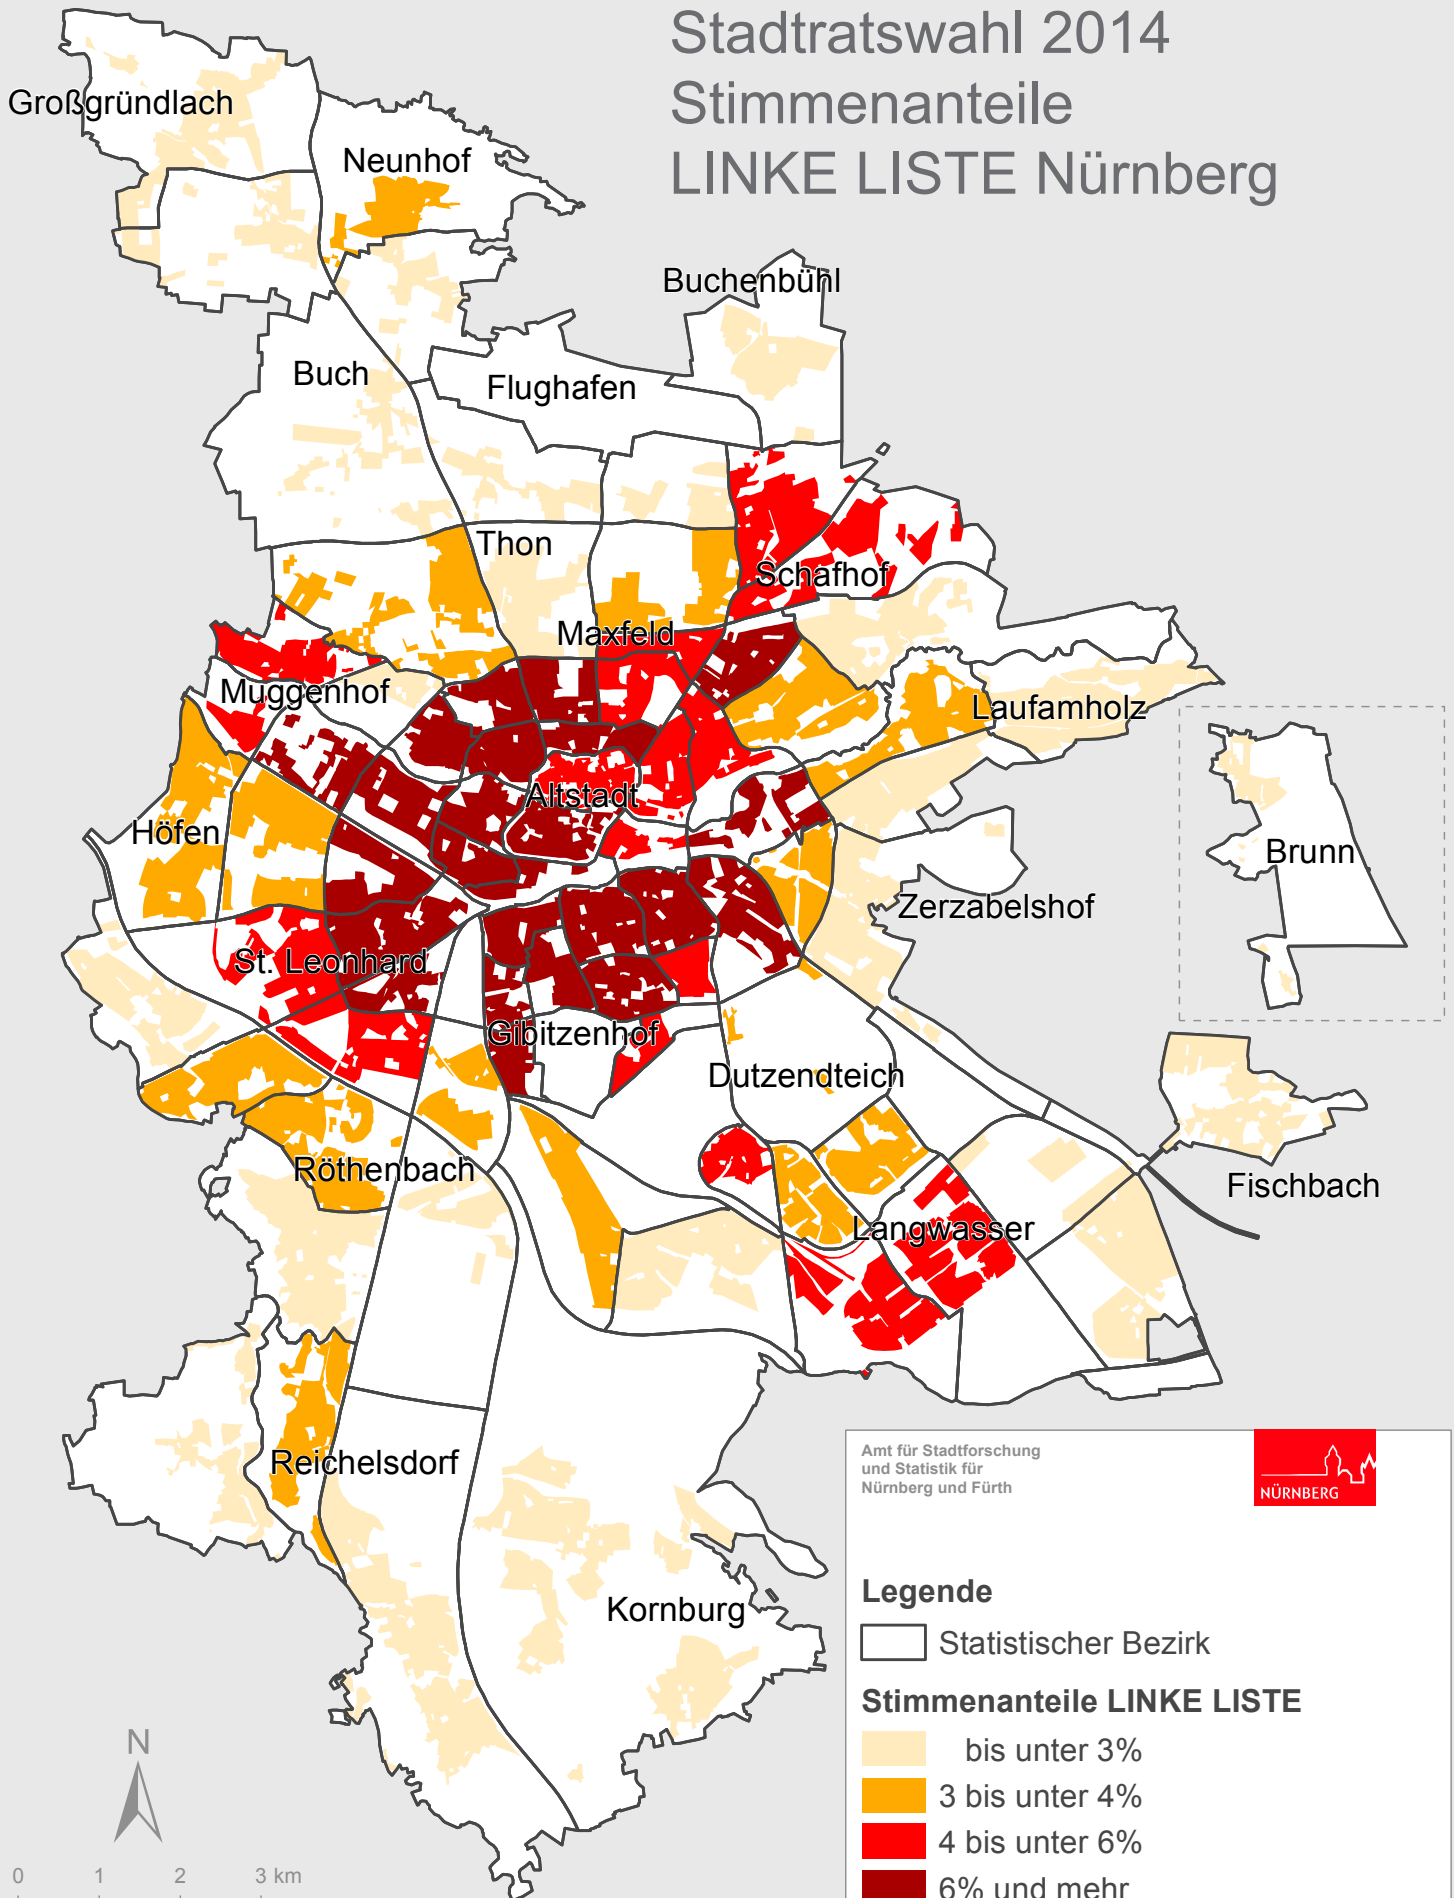 Stadtratswahl 2014
Stimmenanteile
LINKE LISTE Nürnberg
Großgründlach
Neunhof
Buchenbühl
Buch
Flughafen
Thon
Schafhof
Maxfeld
Muggenhof
Laufamholz
Altstadt
Höfen
Brunn
Zerzabelshof
St. Leonhard
Gibitzenhof
Dutzendteich
Röthenbach
Fischbach
Langwasser
Reichelsdorf
Kornburg
Amt für Stadtforschung
und Statistik für
Nürnberg und Fürth
NÜRNBERG
Legende
Statistischer Bezirk
Stimmenanteile LINKE LISTE
bis unter 3%
3 bis unter 4%
4 bis unter 6%
6% und mehr
N
0 1 2 3 km